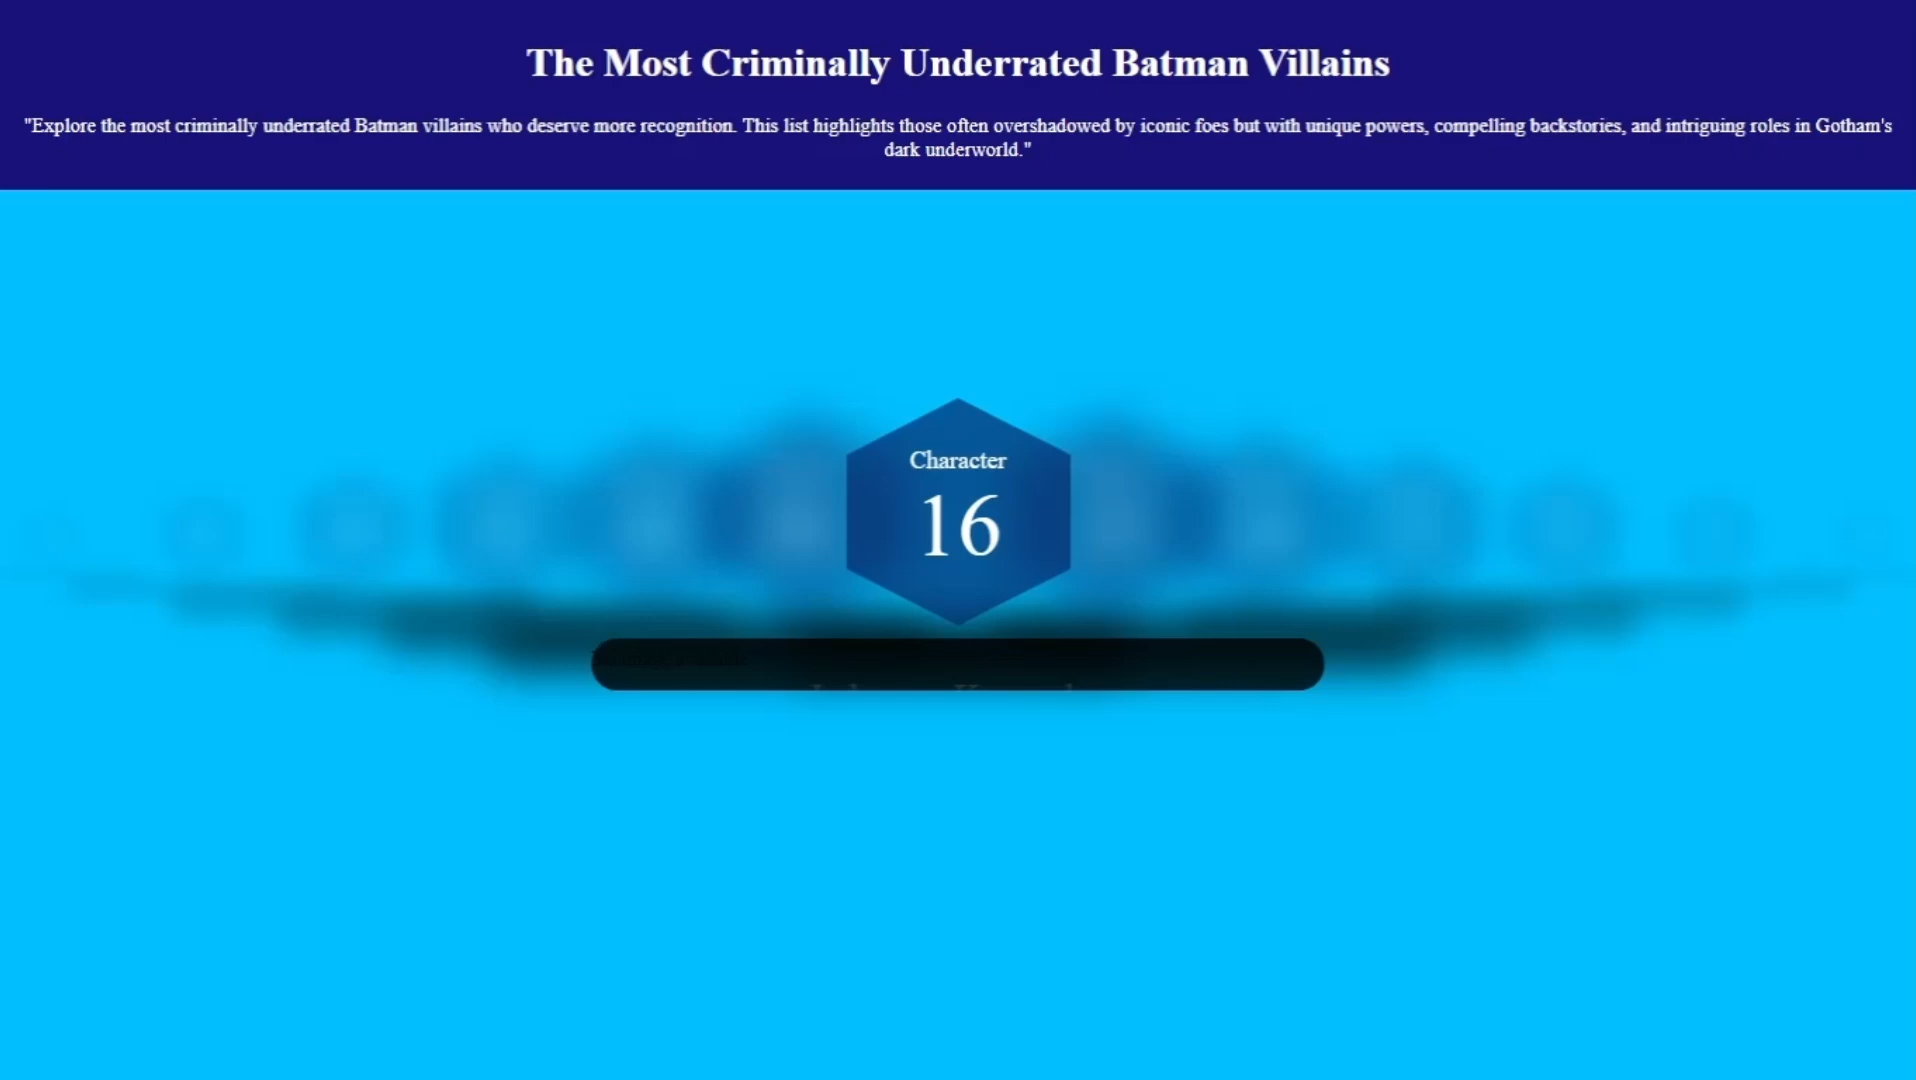 The Most Criminally Underrated Batman Villains
"Explore the most criminally underrated Batman villains who deserve more recognition. This list highlights those often overshadowed by iconic foes but with unique powers, compelling backstories, and intriguing roles in Gotham's
dark underworld."
Character
16